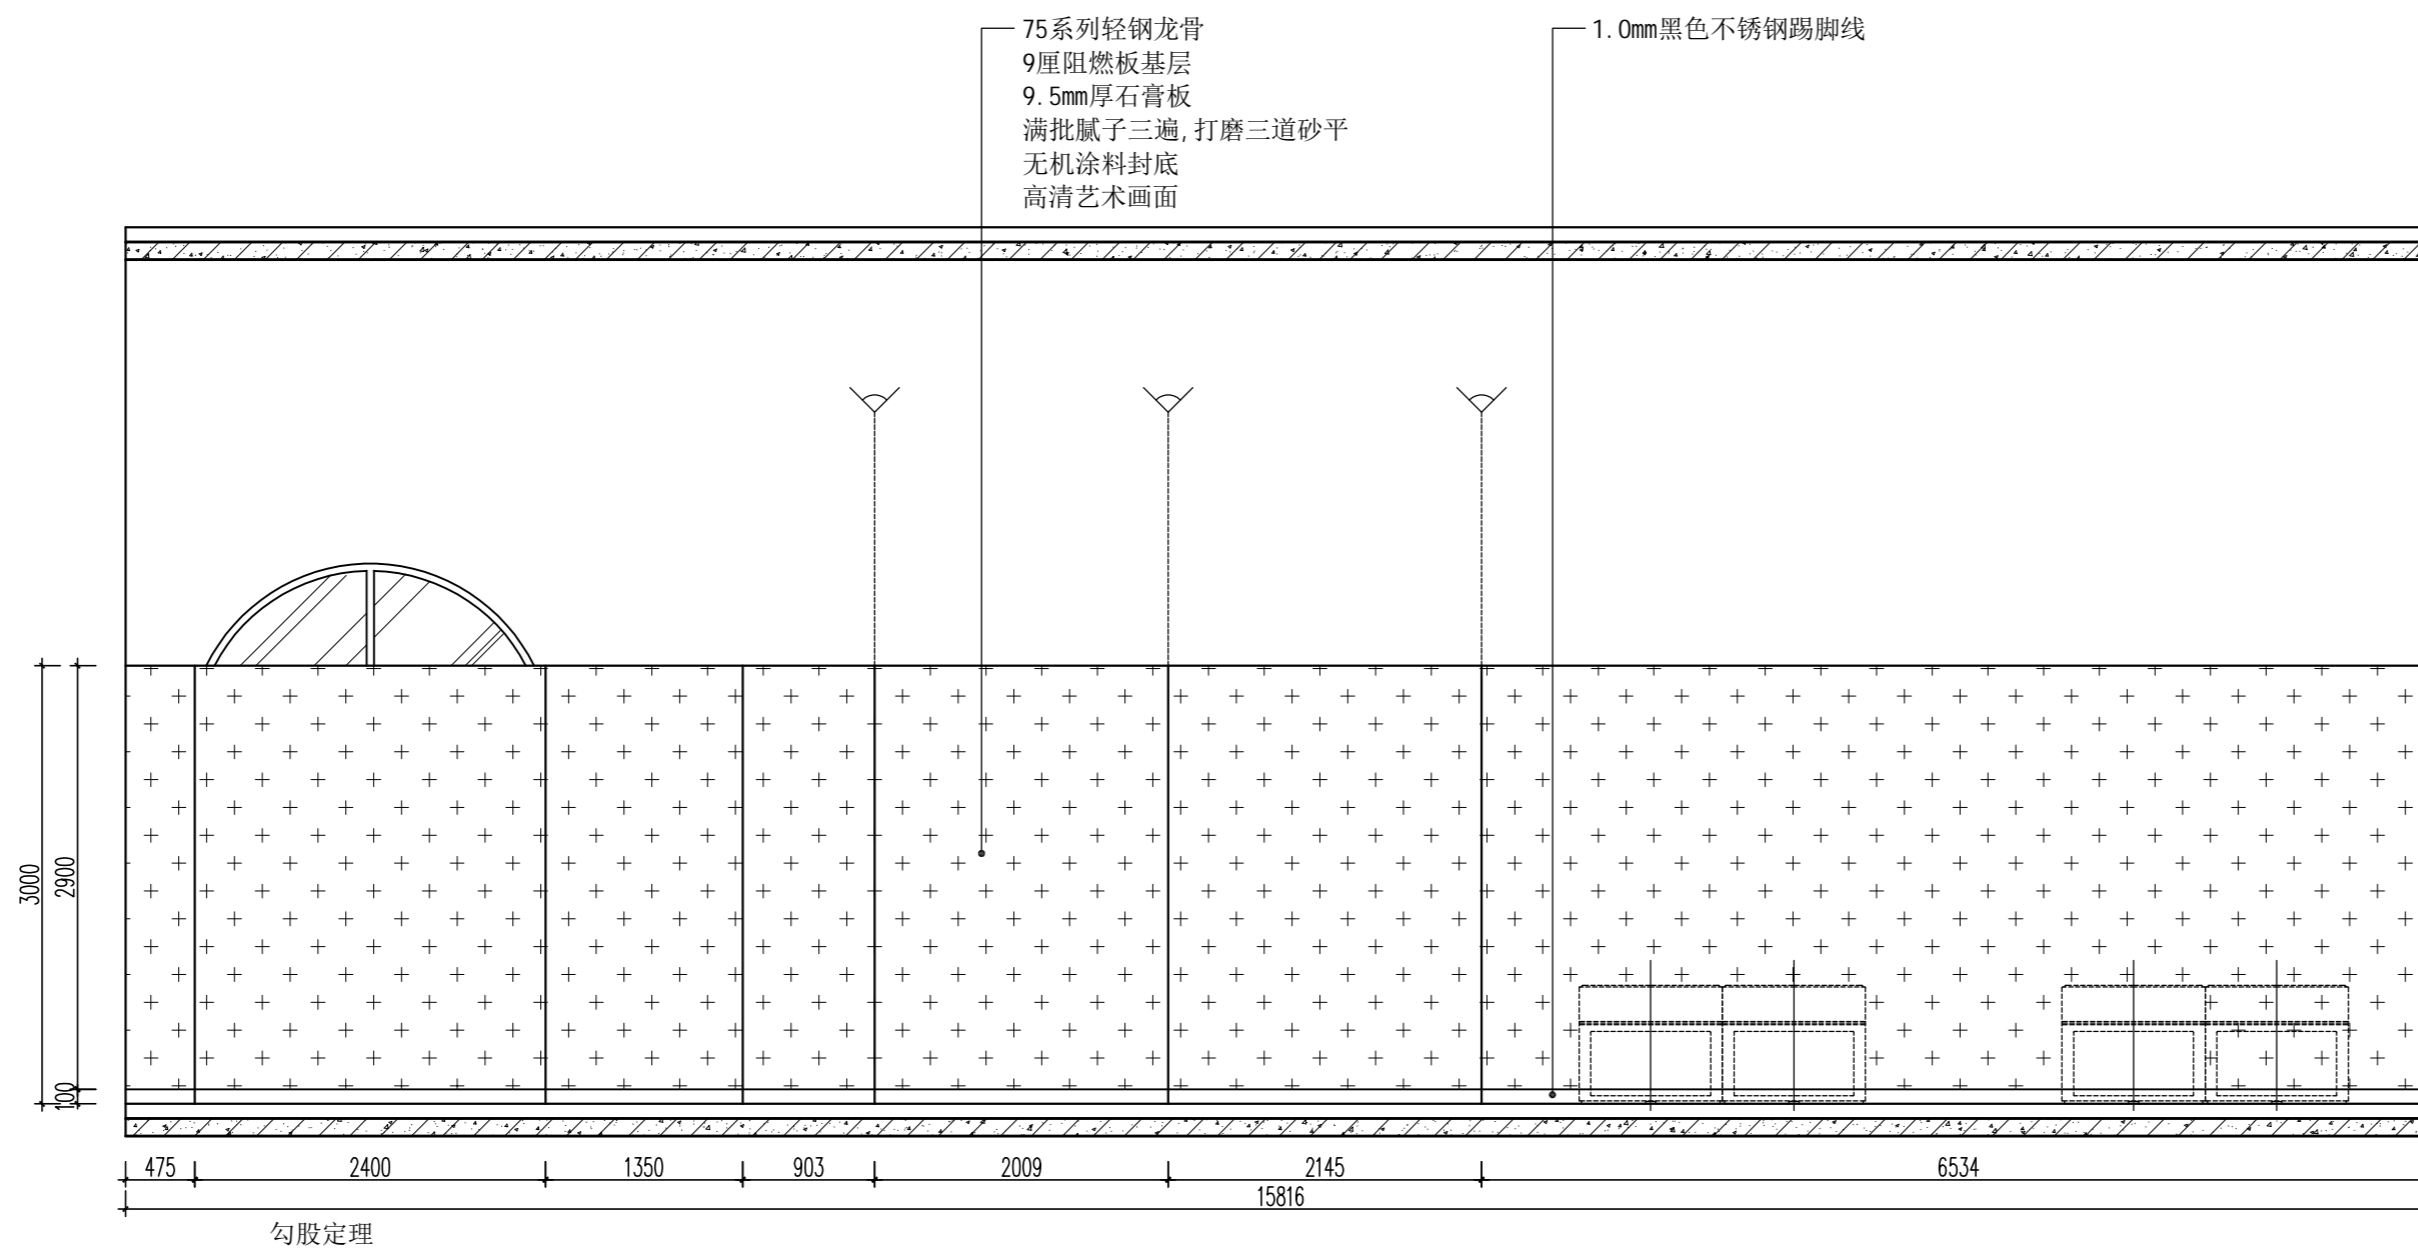 75系列轻钢龙骨
9厘阻燃板基层
9.5mm厚石膏板
满批腻子三遍,打磨三道砂平
无机涂料封底
高清艺术画面
1.0mm黑色不锈钢踢脚线
3000
2900
100
475
2400
1350
903
2009
2145
6534
15816
勾股定理